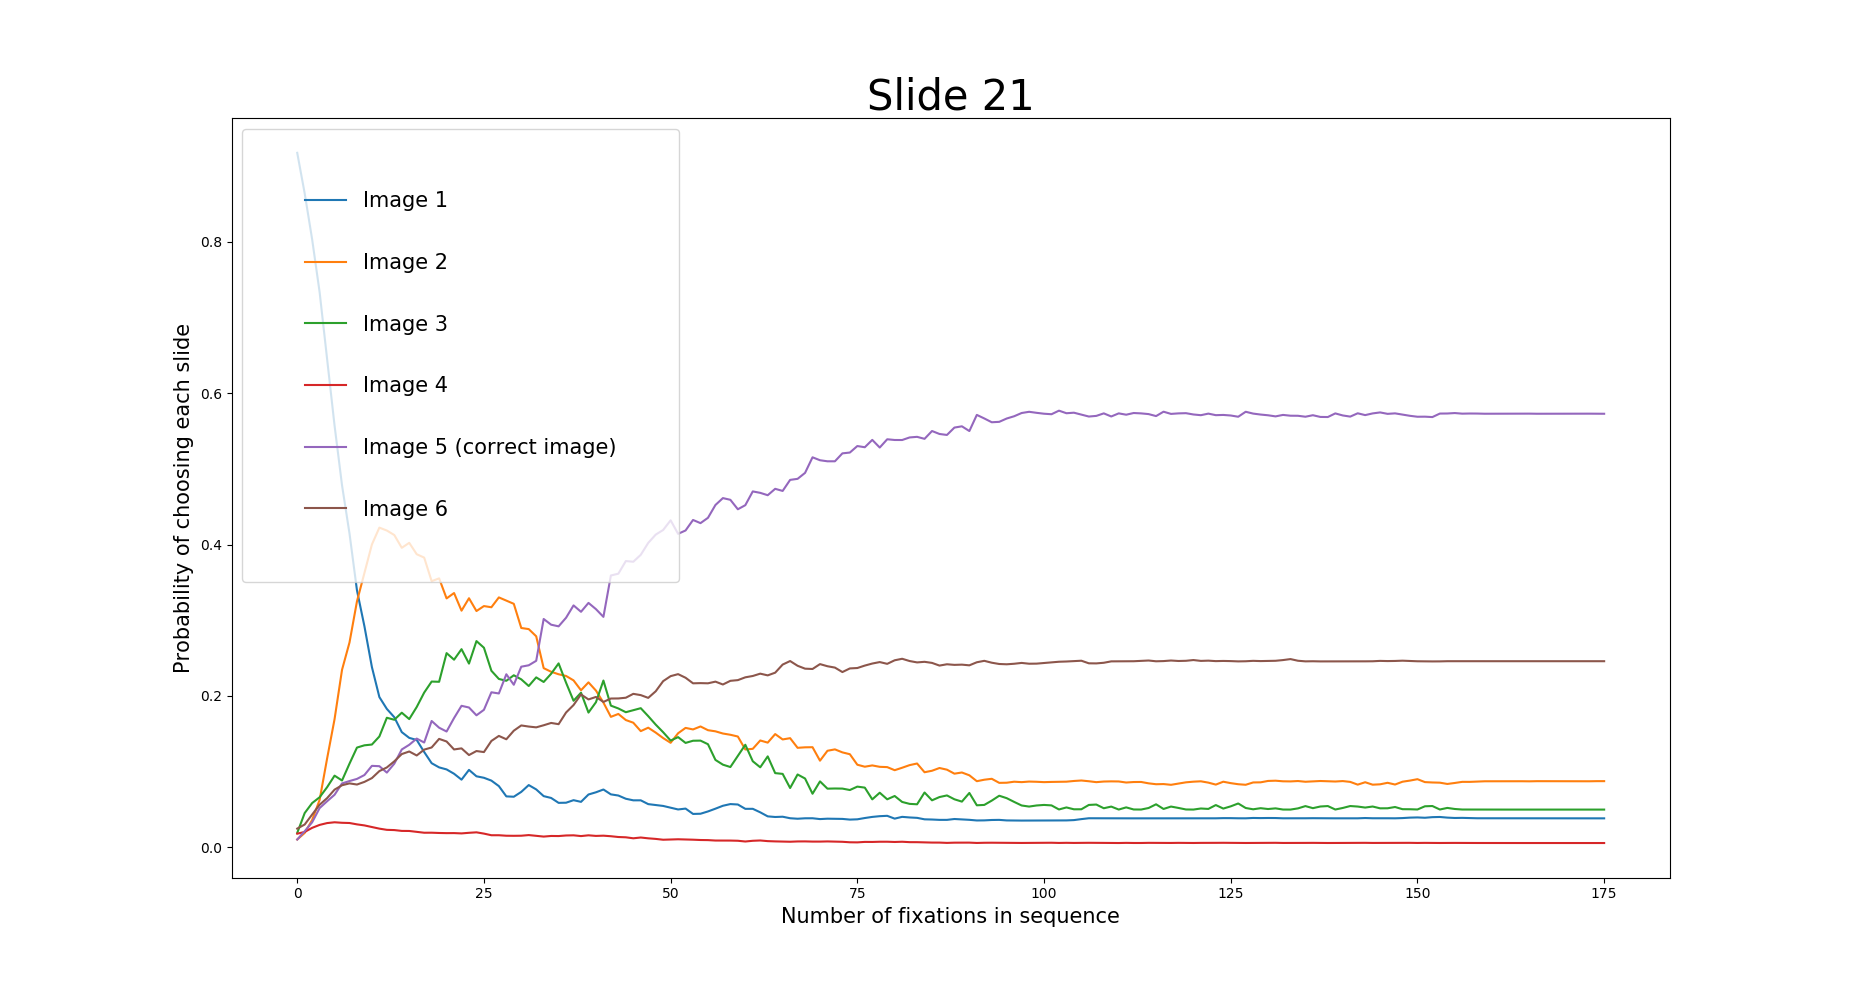 Slide 21
Image 1
Image 2
Image 3
Image 4
Image 5 (correct image)
Image 6
Probability of choosing each slide
0.8
0.6
0.4
0.2
0.0
0 25 50 75 100 125 150 175
Number of fixations in sequence